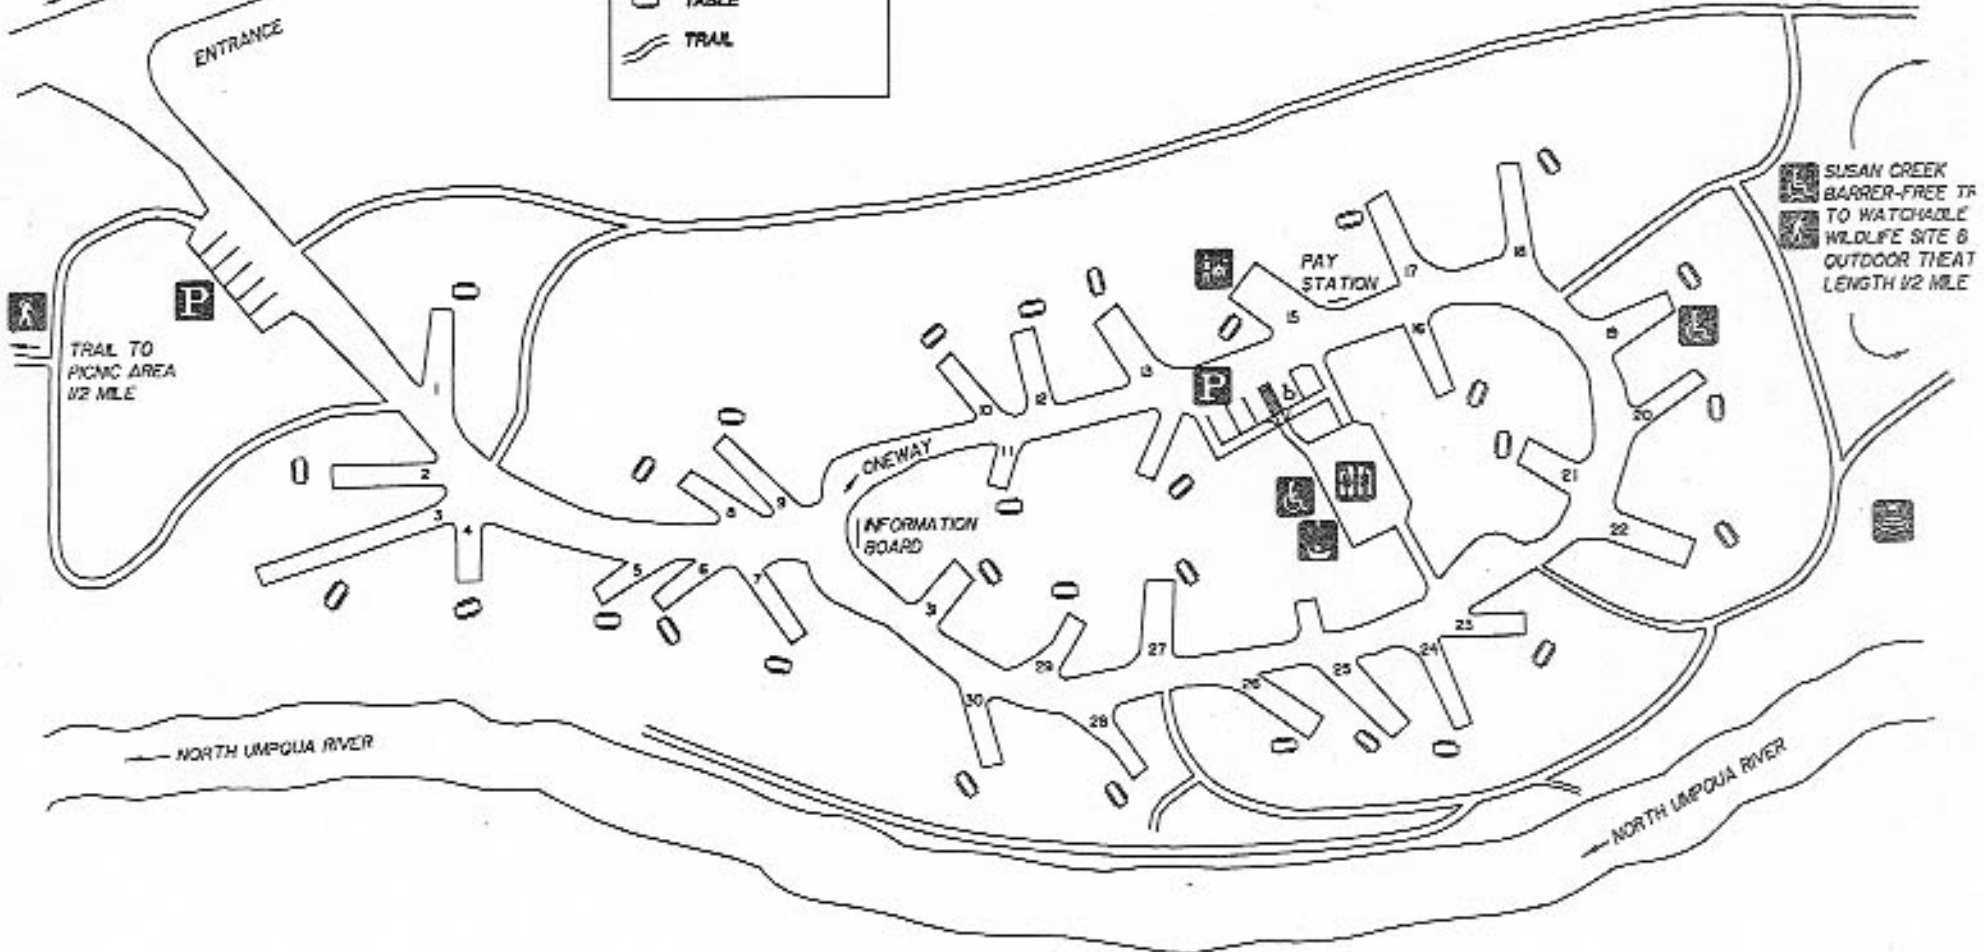 TABLE
TRAIL
ENTRANCE
SUSAN CREEK
BARRER-FREE TR
TO WATCHABLE
WILDLIFE SITE &
OUTDOOR THEAT
LENGTH 1/2 MILE
PAY
STATION
P
TRAIL TO
PICNIC AREA
1/2 MILE
P
ONEWAY
INFORMATION
BOARD
1
2
3
4
5
6
7
8
9
10
11
12
13
15
16
17
18
19
20
21
22
23
24
25
26
27
28
29
30
31
NORTH UMPQUA RIVER
NORTH UMPQUA RIVER